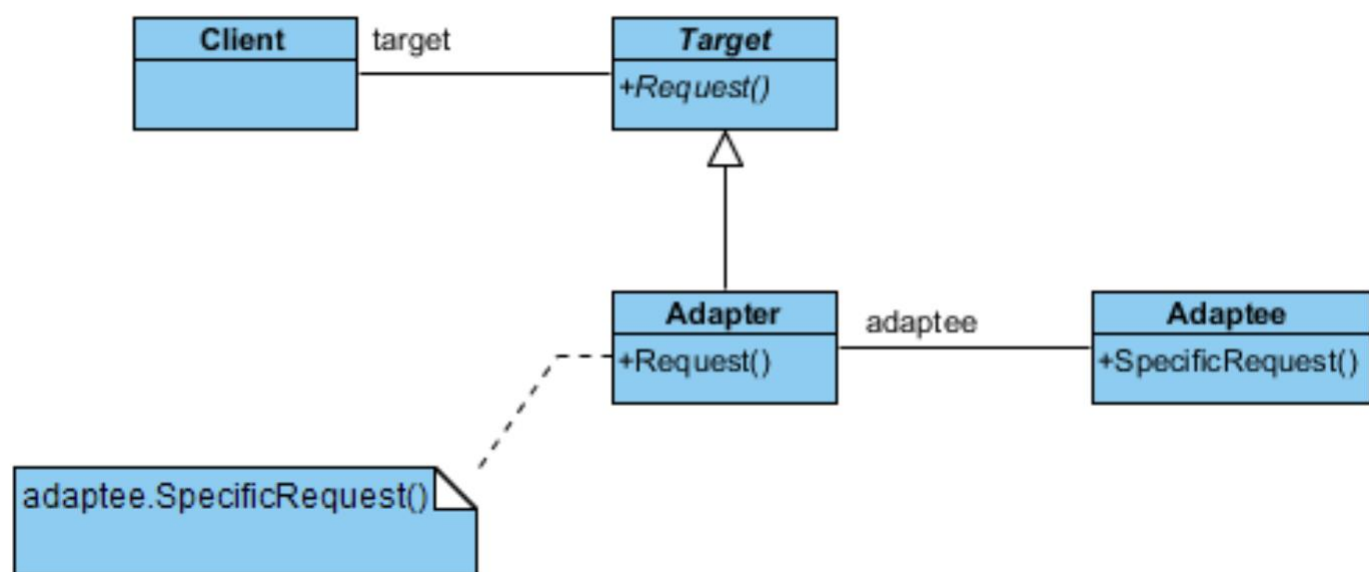 Client
target
Target
+Request()
Adapter
+Request()
adaptee
Adaptee
+SpecificRequest()
adaptee.SpecificRequest()